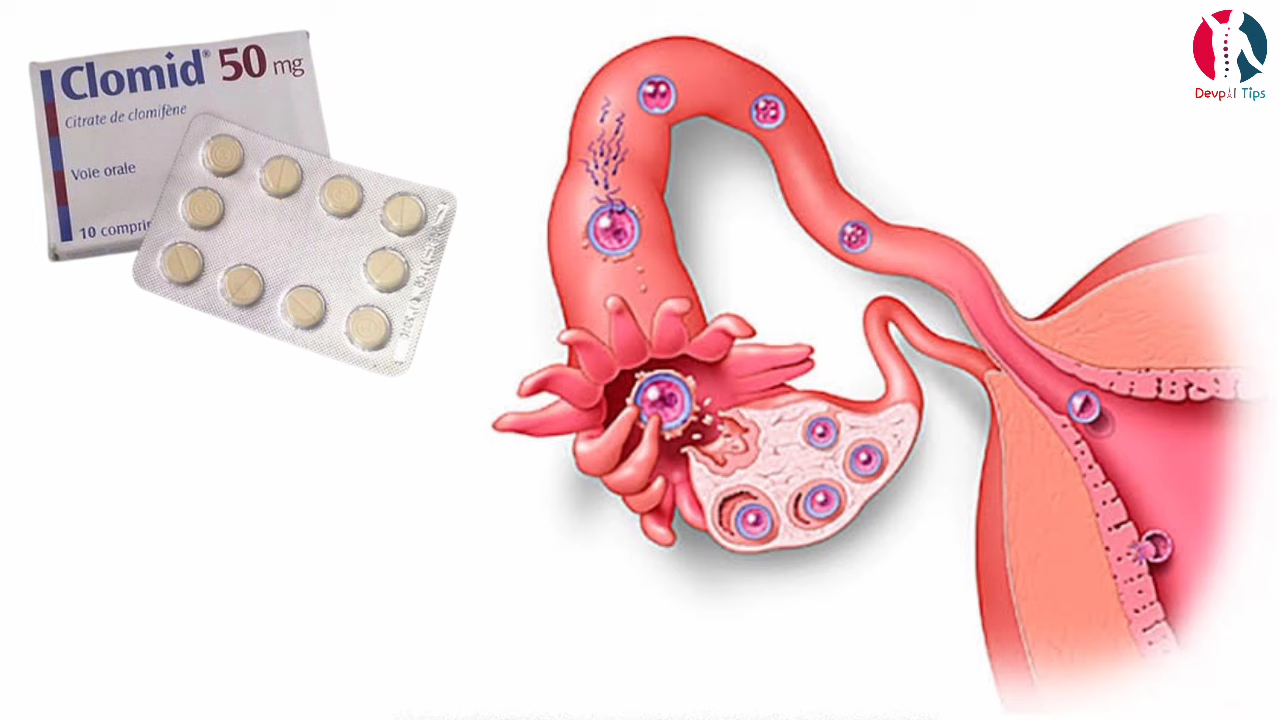 Clomid® 50 mg
Citrate de clomifène
Voie orale
10 compri
Devpal Tips